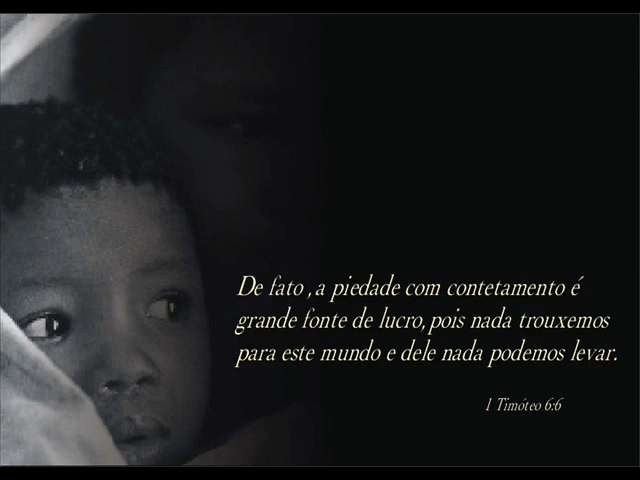 De fato ,a piedade com contetamento é
grande fonte de lucro,pois nada trouxemos
para este mundo e dele nada podemos levar.
1 Timóteo 6:6